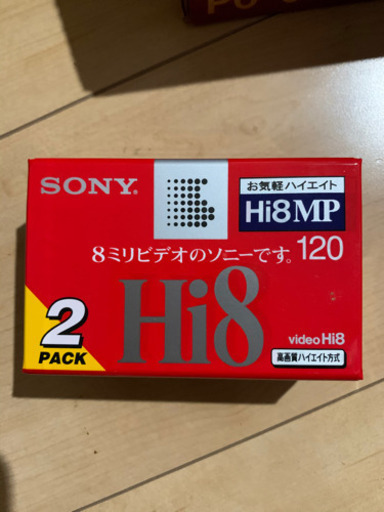 SONY
お気軽ハイエイト
Hi8 MP
8ミリビデオのソニーです。
120
Hi8
2
PACK
video Hi8
高画質ハイエイト方式